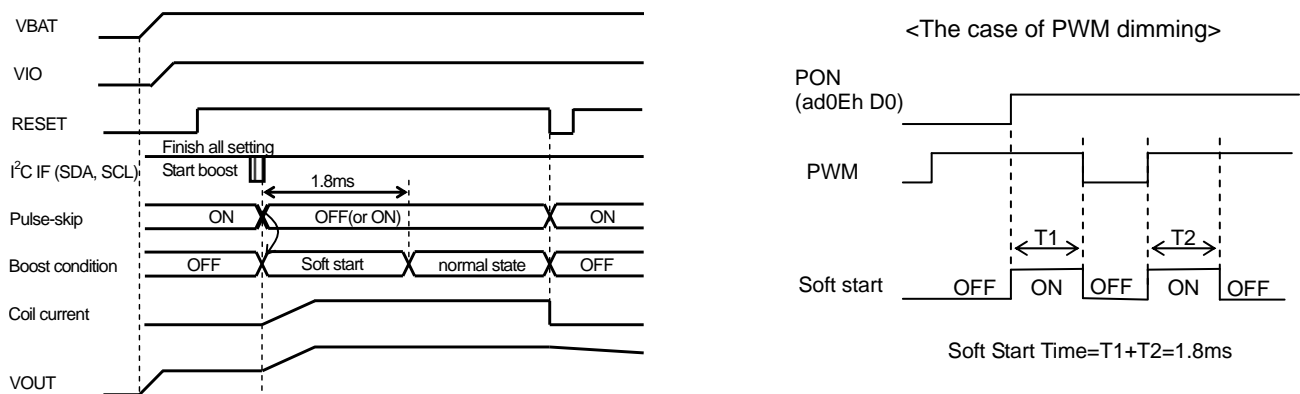 VBAT
VIO
RESET
Finish all setting
I²C IF (SDA, SCL) Start boost
1.8ms
Pulse-skip ON OFF(or ON) ON
Boost condition OFF Soft start normal state OFF
Coil current
VOUT
<The case of PWM dimming>
PON
(ad0Eh D0)
PWM
T1 T2
Soft start OFF ON OFF ON OFF
Soft Start Time=T1+T2=1.8ms